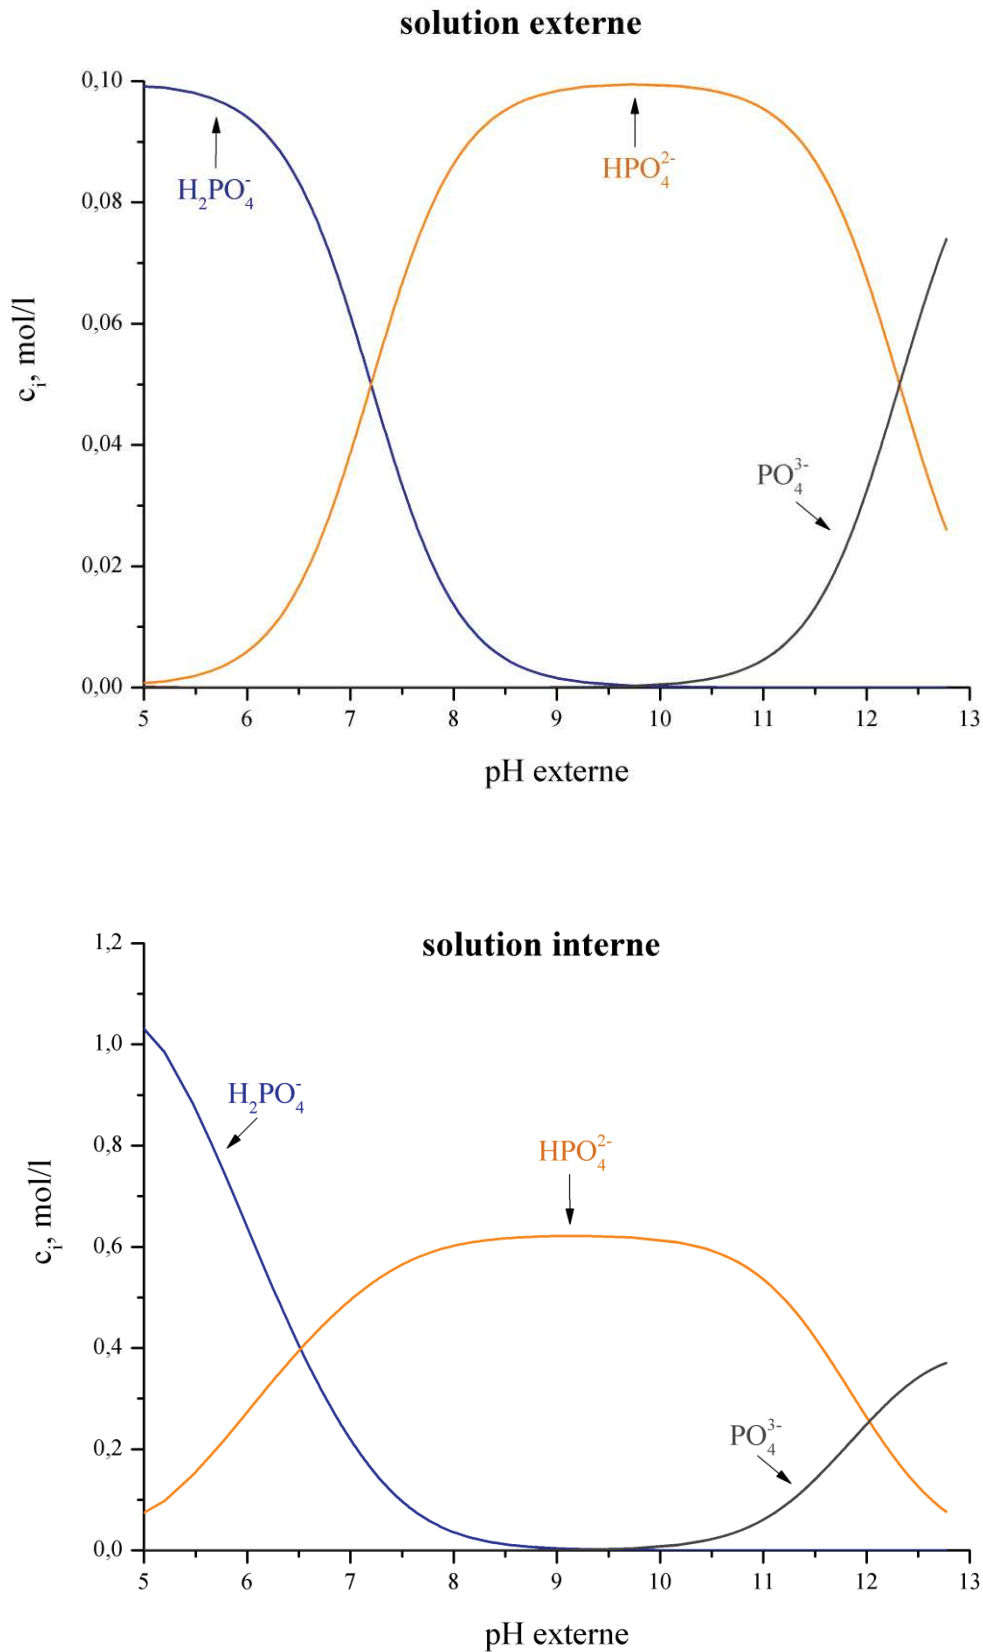 solution externe
0,10
0,08
0,06
0,04
0,02
0,00
c_i, mol/l
H₂PO₄⁻
HPO₄²⁻
PO₄³⁻
5 6 7 8 9 10 11 12 13
pH externe
solution interne
1,2
1,0
0,8
0,6
0,4
0,2
0,0
c_i, mol/l
H₂PO₄⁻
HPO₄²⁻
PO₄³⁻
5 6 7 8 9 10 11 12 13
pH externe